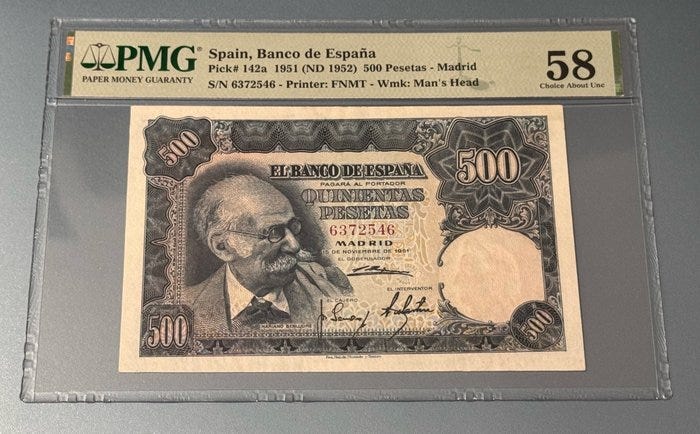 PMG
PAPER MONEY GUARANTY
Spain, Banco de España
Pick# 142a 1951 (ND 1952) 500 Pesetas - Madrid
S/N 6372546 - Printer: FNMT - Wmk: Man's Head
58
Choice About Unc
500
500
EL BANCO DE ESPAÑA
PAGARÁ AL PORTADOR
QUINIENTAS
PESETAS
6372546
MADRID
15 DE NOVIEMBRE DE 1951
EL GOBERNADOR
EL INTERVENTOR
EL CAJERO
MARIANO BENLLIURE
500
500